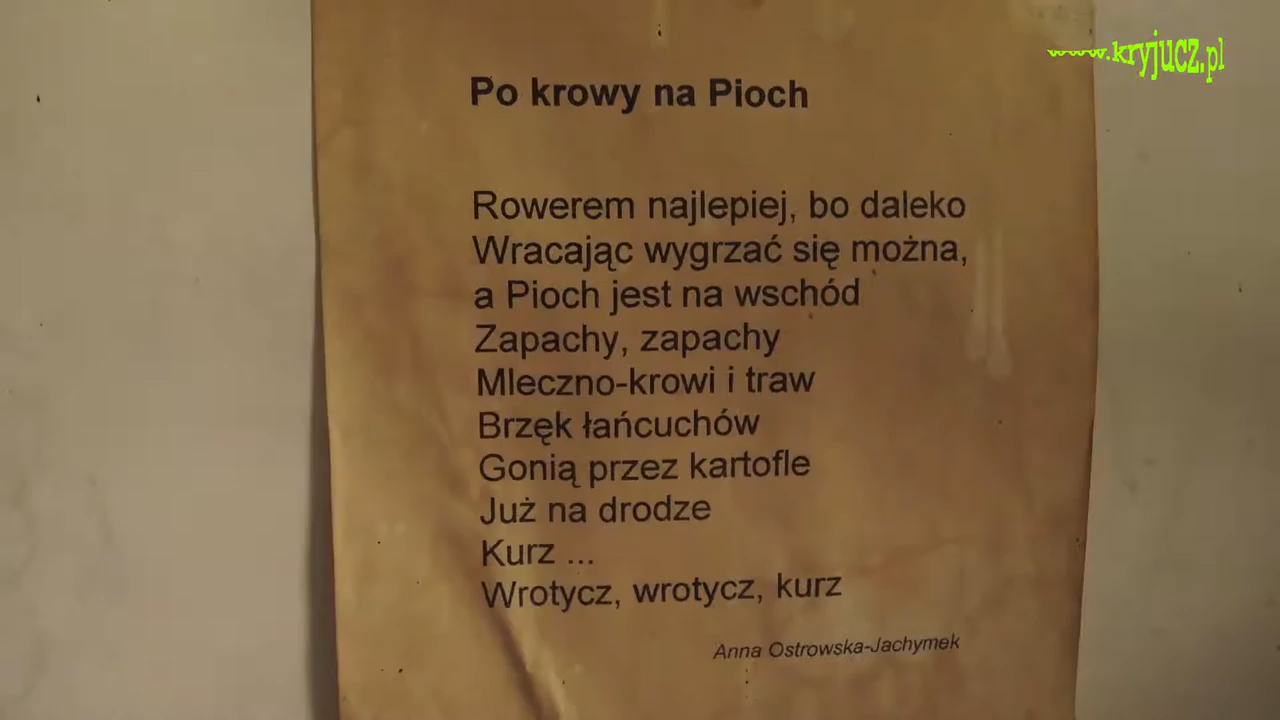 www.kryjucz.pl
Po krowy na Pioch
Rowerem najlepiej, bo daleko
Wracając wygrzać się można,
a Pioch jest na wschód
Zapachy, zapachy
Mleczno-krowi i traw
Brzęk łańcuchów
Gonią przez kartofle
Już na drodze
Kurz ...
Wrotycz, wrotycz, kurz
Anna Ostrowska-Jachymek